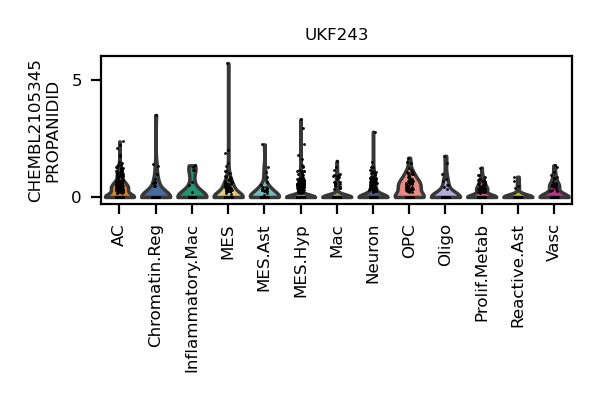 UKF243
CHEMBL2105345
PROPANIDID
5
0
AC
Chromatin.Reg
Inflammatory.Mac
MES
MES.Ast
MES.Hyp
Mac
Neuron
OPC
Oligo
Prolif.Metab
Reactive.Ast
Vasc